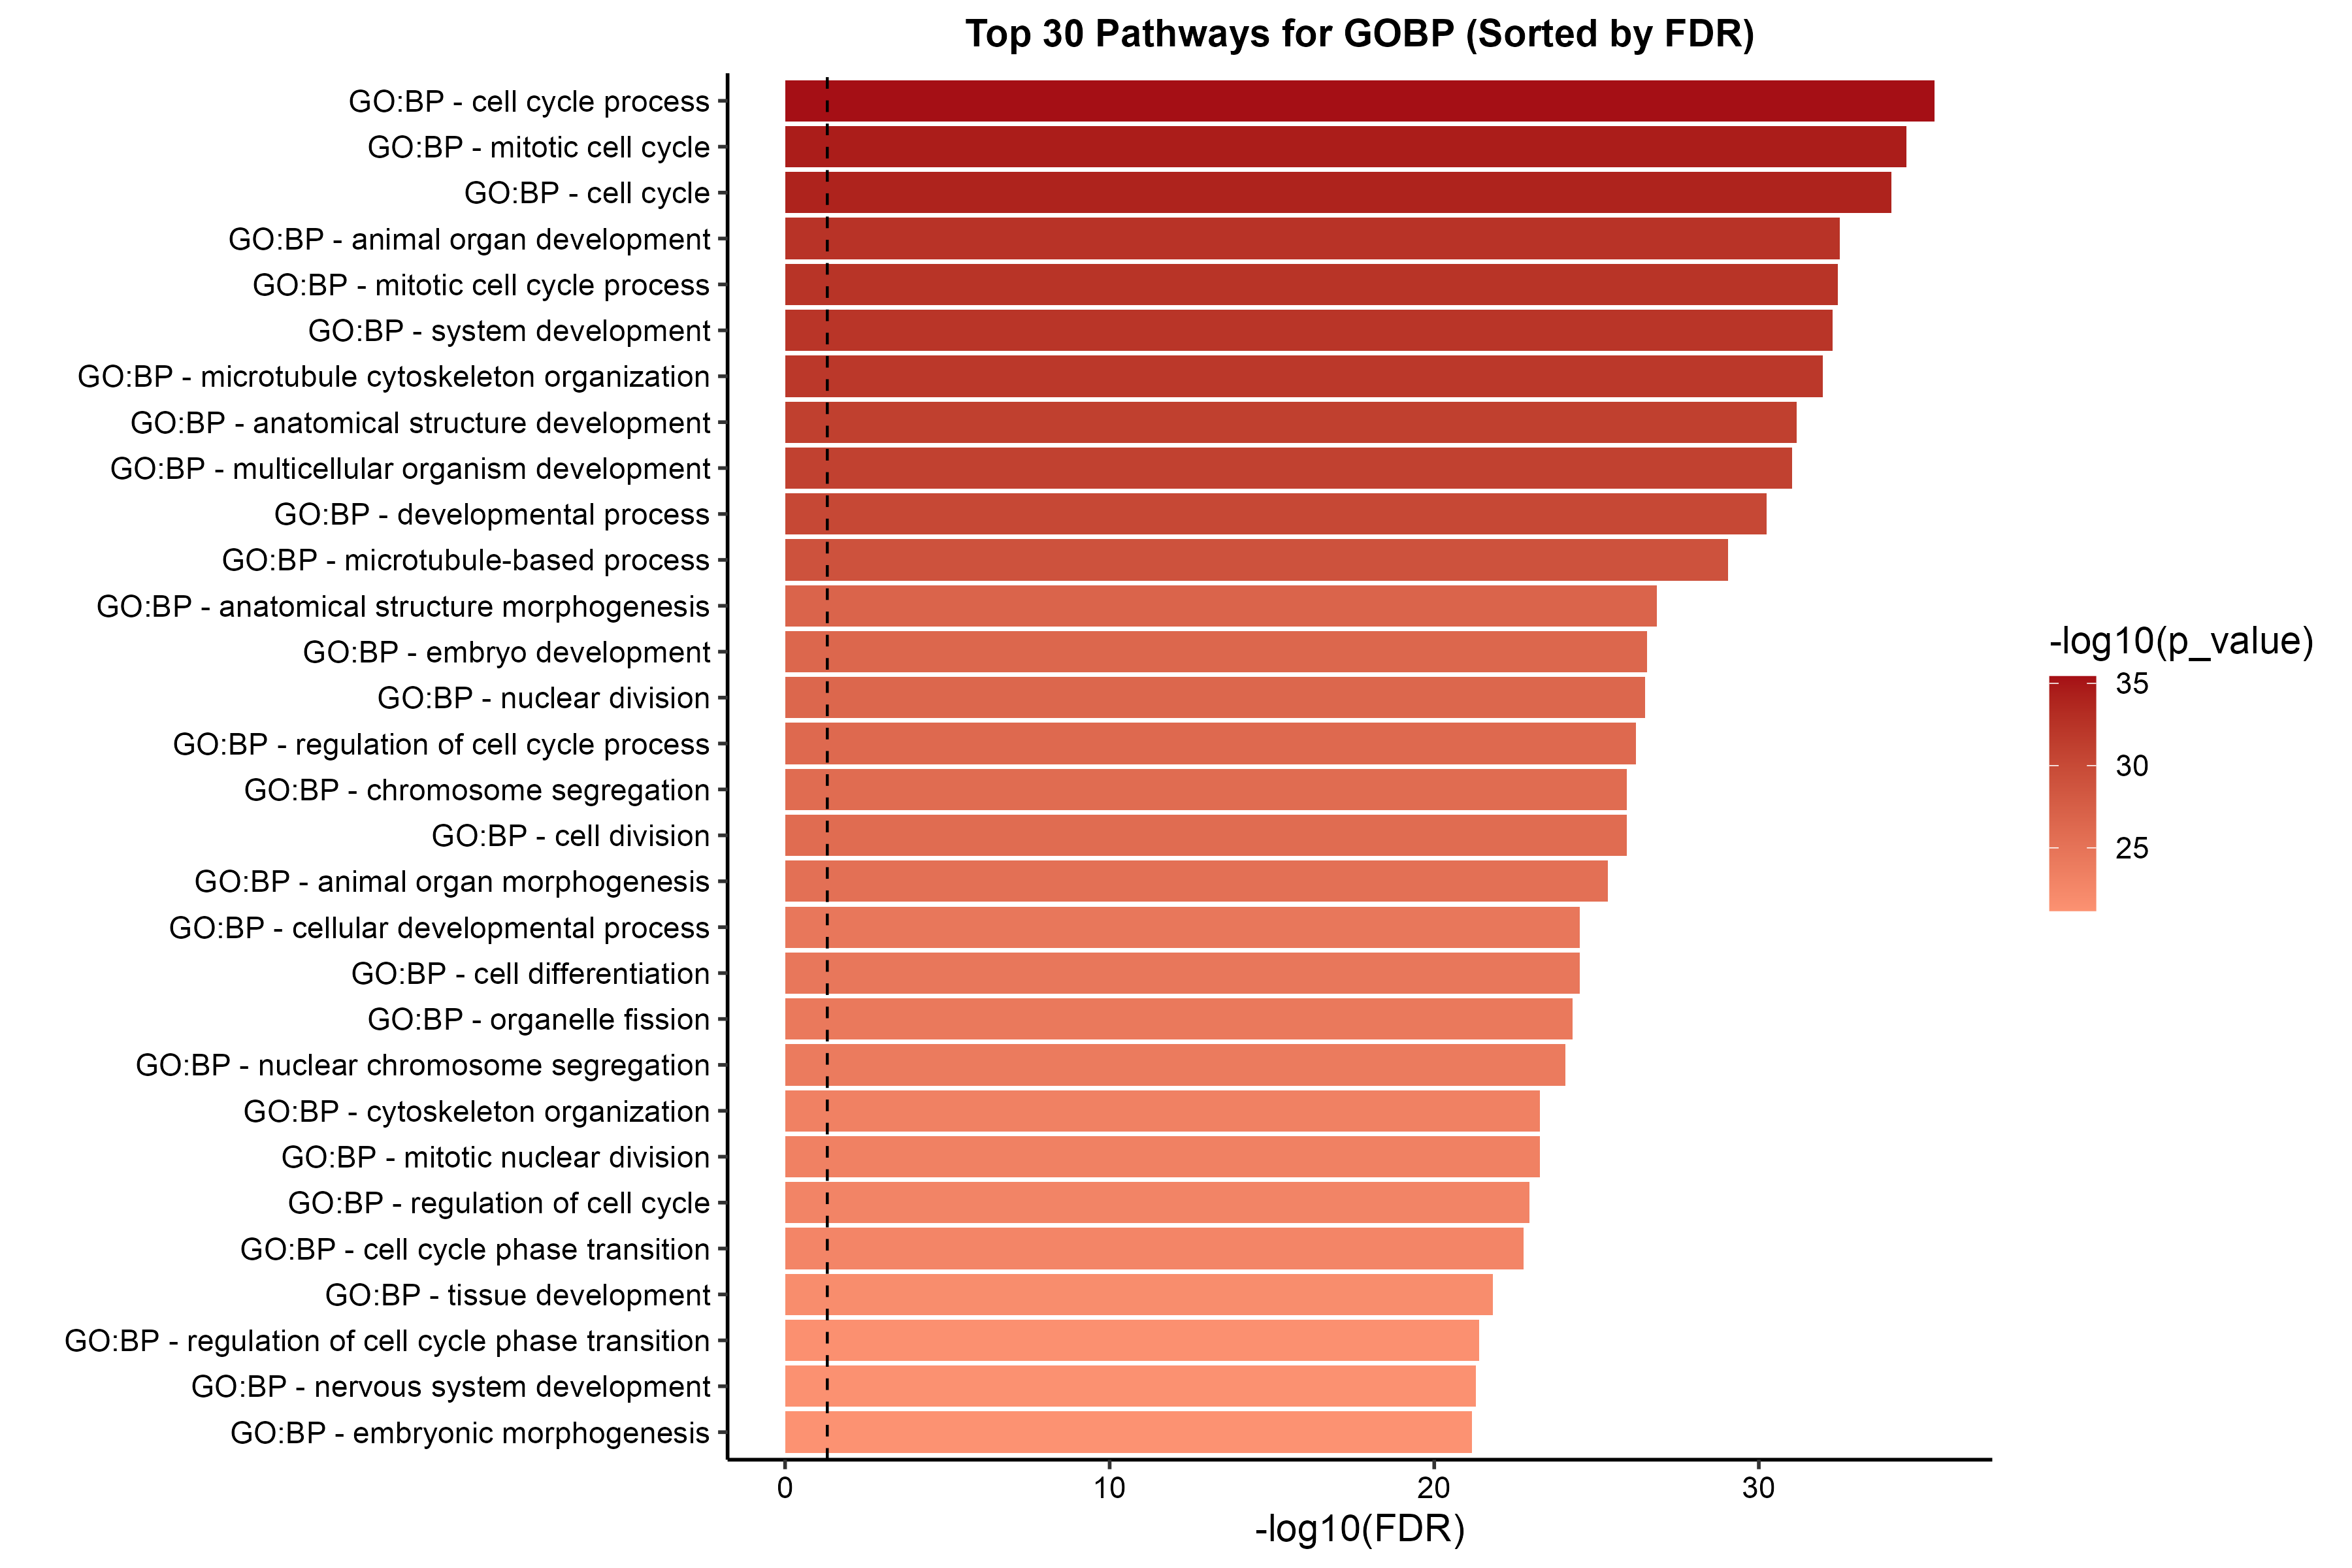 Top 30 Pathways for GOBP (Sorted by FDR)
GO:BP - cell cycle process
GO:BP - mitotic cell cycle
GO:BP - cell cycle
GO:BP - animal organ development
GO:BP - mitotic cell cycle process
GO:BP - system development
GO:BP - microtubule cytoskeleton organization
GO:BP - anatomical structure development
GO:BP - multicellular organism development
GO:BP - developmental process
GO:BP - microtubule-based process
GO:BP - anatomical structure morphogenesis
GO:BP - embryo development
GO:BP - nuclear division
GO:BP - regulation of cell cycle process
GO:BP - chromosome segregation
GO:BP - cell division
GO:BP - animal organ morphogenesis
GO:BP - cellular developmental process
GO:BP - cell differentiation
GO:BP - organelle fission
GO:BP - nuclear chromosome segregation
GO:BP - cytoskeleton organization
GO:BP - mitotic nuclear division
GO:BP - regulation of cell cycle
GO:BP - cell cycle phase transition
GO:BP - tissue development
GO:BP - regulation of cell cycle phase transition
GO:BP - nervous system development
GO:BP - embryonic morphogenesis
0 10 20 30
-log10(FDR)
-log10(p_value)
35
30
25